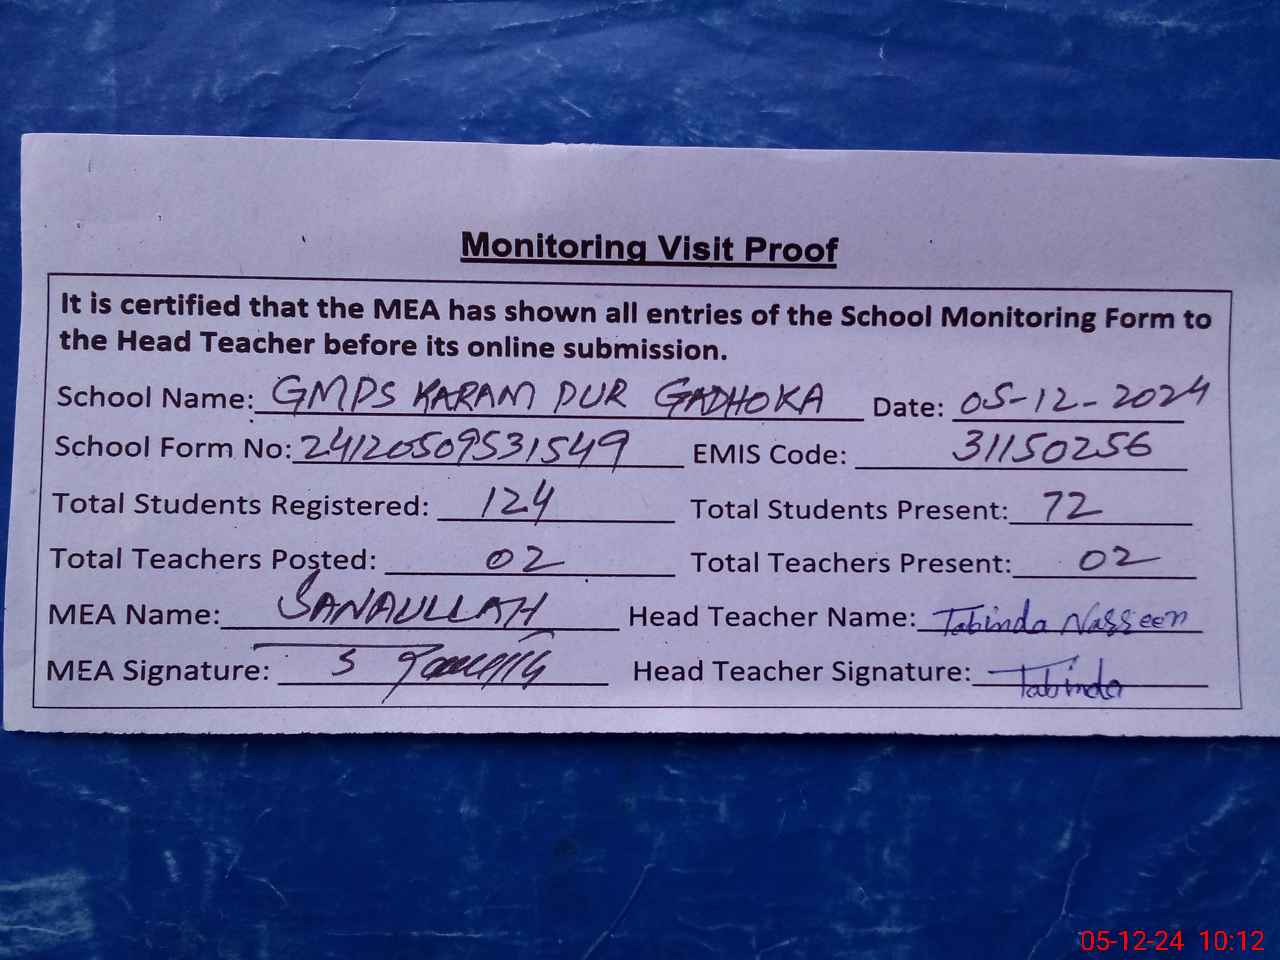 Monitoring Visit Proof
It is certified that the MEA has shown all entries of the School Monitoring Form to
the Head Teacher before its online submission.
School Name: GMPS KARAM PUR GADHOKA Date: 05-12-2024
School Form No: 24120509531549 EMIS Code: 31150256
Total Students Registered: 124 Total Students Present: 72
Total Teachers Posted: 02 Total Teachers Present: 02
MEA Name: SANAULLAH Head Teacher Name: Tabinda Nasseen
MEA Signature: Head Teacher Signature: Tabinda
05-12-24 10:12